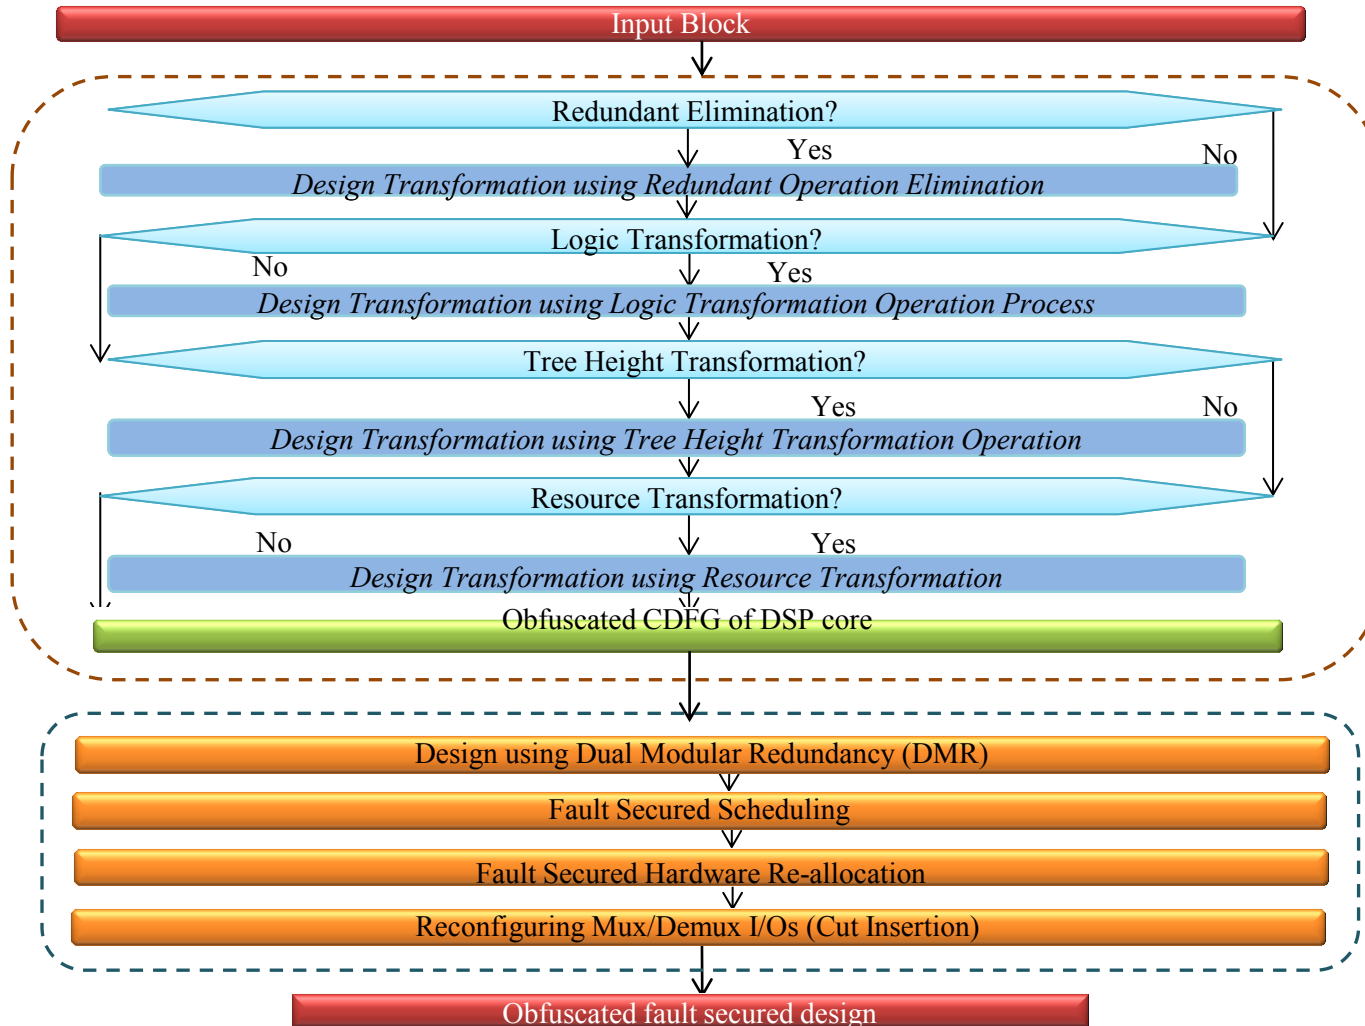 Input Block
Redundant Elimination?
Yes
No
Design Transformation using Redundant Operation Elimination
Logic Transformation?
No
Yes
Design Transformation using Logic Transformation Operation Process
Tree Height Transformation?
Yes
No
Design Transformation using Tree Height Transformation Operation
Resource Transformation?
No
Yes
Design Transformation using Resource Transformation
Obfuscated CDFG of DSP core
Design using Dual Modular Redundancy (DMR)
Fault Secured Scheduling
Fault Secured Hardware Re-allocation
Reconfiguring Mux/Demux I/Os (Cut Insertion)
Obfuscated fault secured design